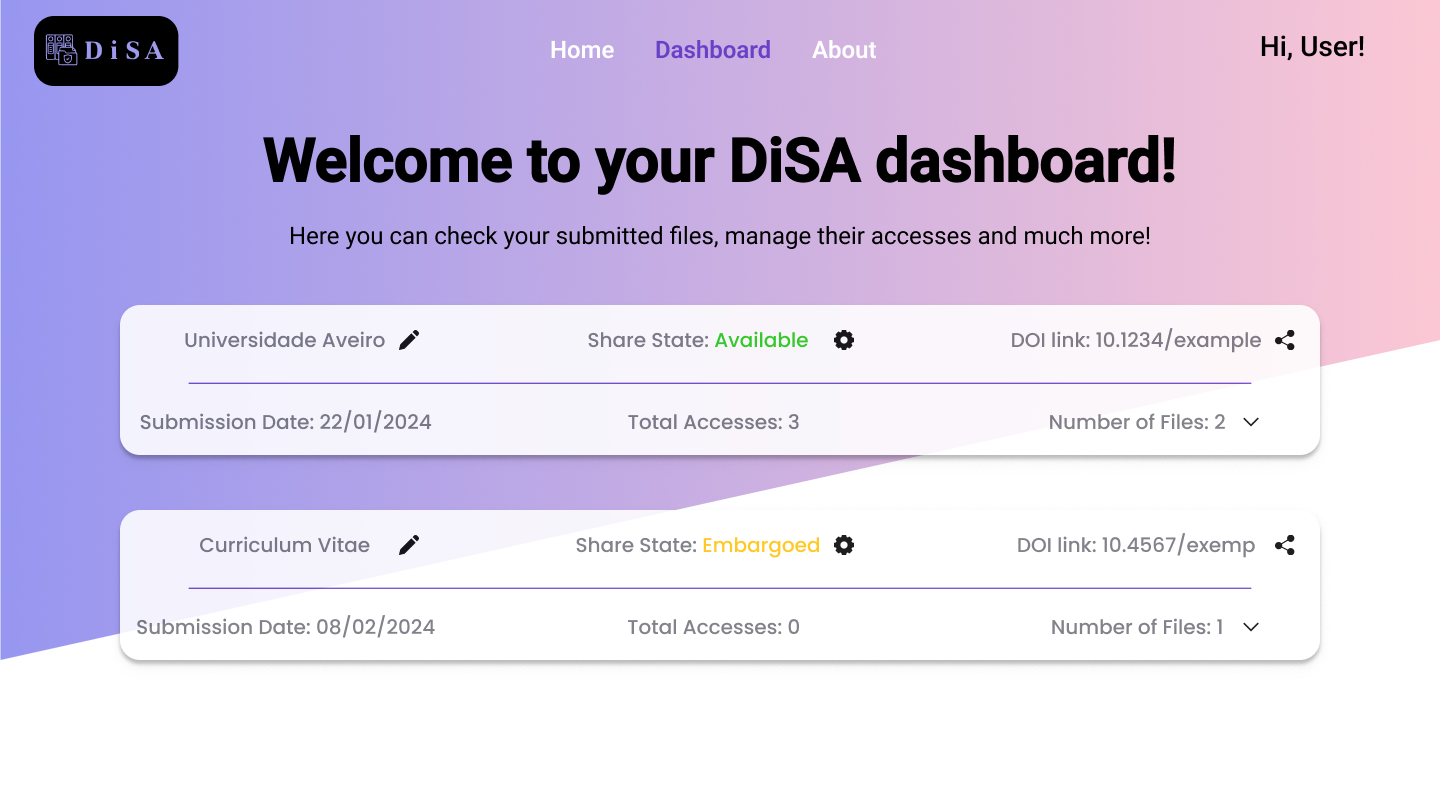 DiSA
Home Dashboard About
Hi, User!
Welcome to your DiSA dashboard!
Here you can check your submitted files, manage their accesses and much more!
Universidade Aveiro Share State: Available DOI link: 10.1234/example
Submission Date: 22/01/2024 Total Accesses: 3 Number of Files: 2
Curriculum Vitae Share State: Embargoed DOI link: 10.4567/exemp
Submission Date: 08/02/2024 Total Accesses: 0 Number of Files: 1